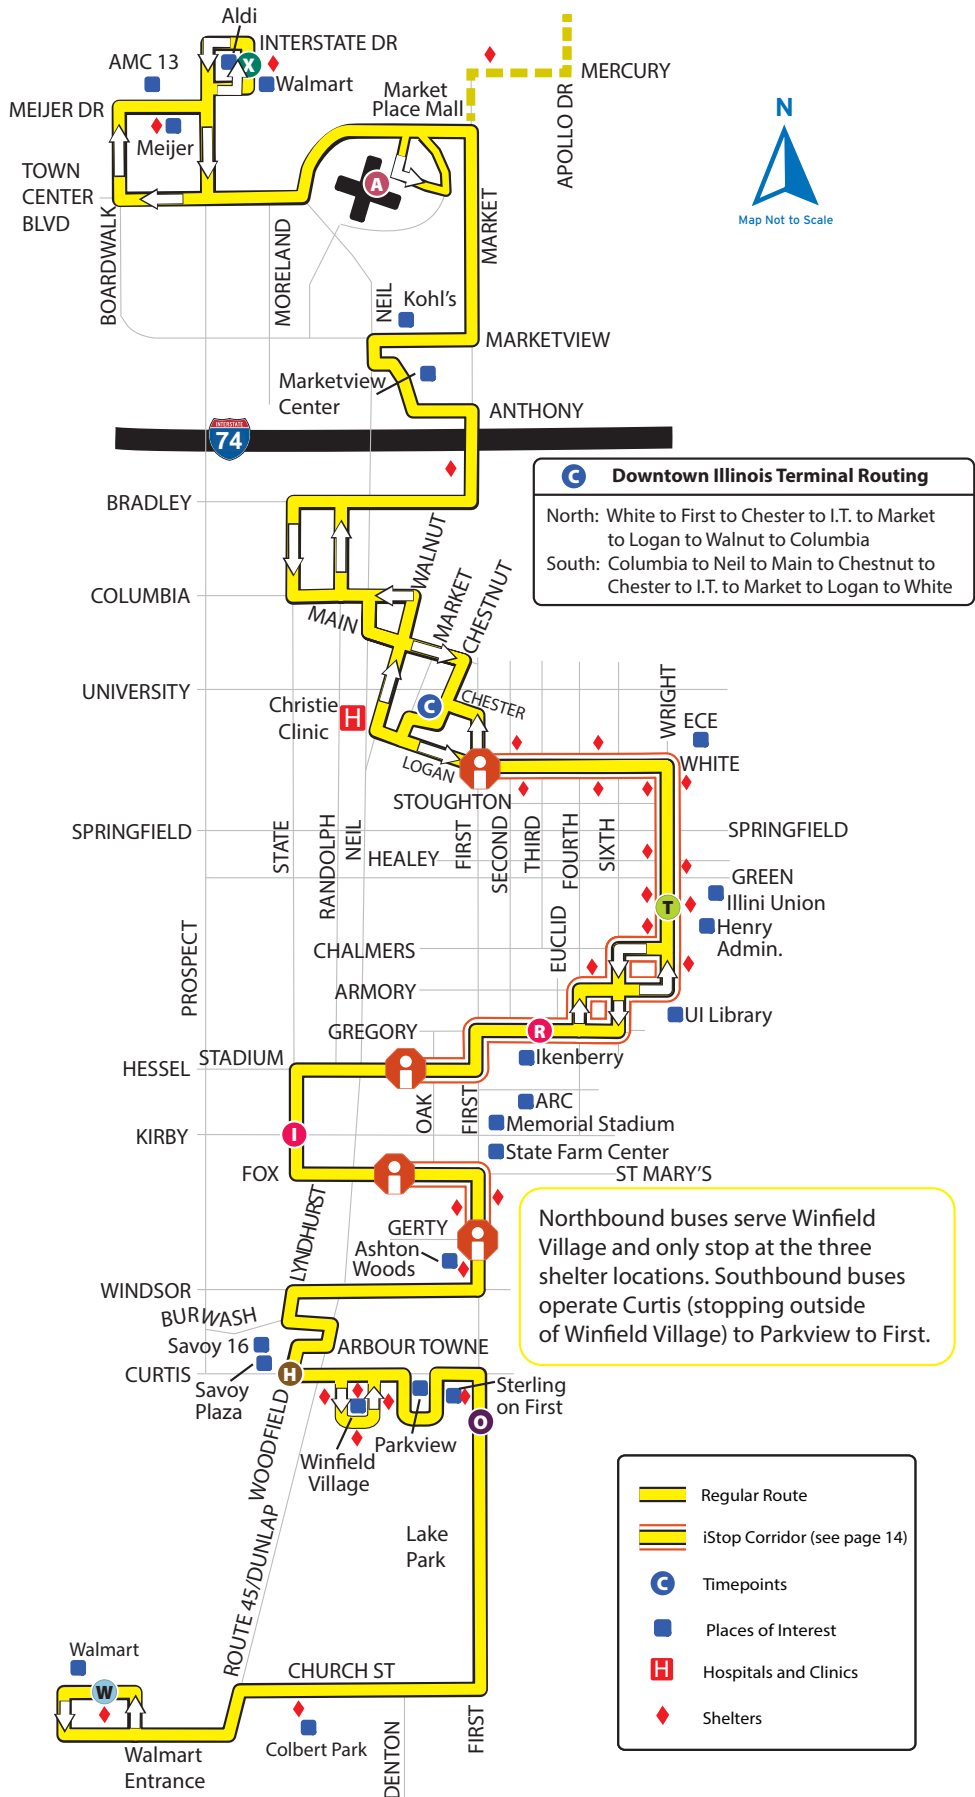 Aldi
INTERSTATE DR
AMC 13
X
Walmart
MERCURY
Market
Place Mall
MEIJER DR
APOLLO DR
N
Meijer
TOWN
CENTER
BLVD
A
Map Not to Scale
BOARDWALK
MORELAND
NEIL
MARKET
Kohl's
MARKETVIEW
Marketview
Center
ANTHONY
INTERSTATE
74
C Downtown Illinois Terminal Routing
North: White to First to Chester to I.T. to Market
to Logan to Walnut to Columbia
South: Columbia to Neil to Main to Chestnut to
Chester to I.T. to Market to Logan to White
BRADLEY
WALNUT
MARKET
CHESTNUT
COLUMBIA
MAIN
UNIVERSITY
Christie
Clinic
H
C
CHESTER
WRIGHT
ECE
WHITE
LOGAN
STOUGHTON
SPRINGFIELD
SPRINGFIELD
STATE
RANDOLPH
NEIL
HEALEY
FIRST
SECOND
THIRD
FOURTH
SIXTH
GREEN
Illini Union
T
Henry
Admin.
PROSPECT
CHALMERS
EUCLID
ARMORY
UI Library
GREGORY
R
Ikenberry
STADIUM
HESSEL
OAK
FIRST
ARC
Memorial Stadium
KIRBY
I
State Farm Center
FOX
ST MARY'S
LYNDHURST
GERTY
Ashton
Woods
Northbound buses serve Winfield
Village and only stop at the three
shelter locations. Southbound buses
operate Curtis (stopping outside
of Winfield Village) to Parkview to First.
WINDSOR
BURWASH
Savoy 16
ARBOUR TOWNE
CURTIS
H
Savoy
Plaza
Sterling
on First
WOODFIELD
Winfield
Village
Parkview
O
Regular Route
iStop Corridor (see page 14)
C Timepoints
Places of Interest
H Hospitals and Clinics
Shelters
Lake
Park
ROUTE 45/DUNLAP
Walmart
W
CHURCH ST
Colbert Park
DENTON
FIRST
Walmart
Entrance